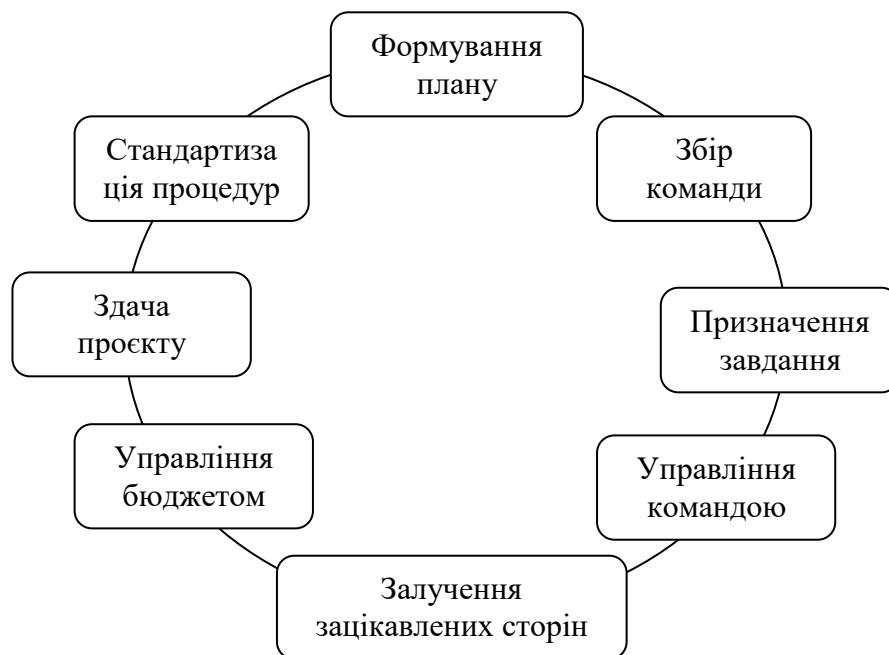 Формування
плану
Збір
команди
Призначення
завдання
Управління
командою
Залучення
зацікавлених сторін
Управління
бюджетом
Здача
проєкту
Стандартиза
ція процедур